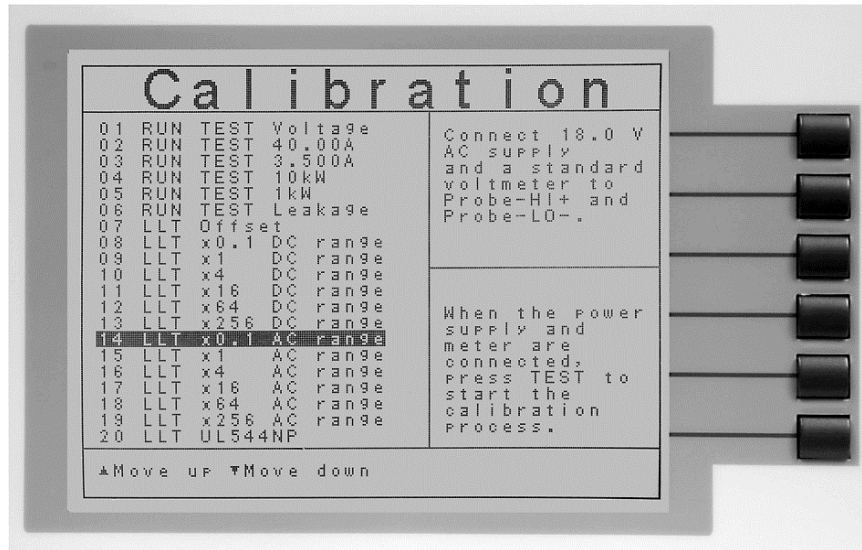 Calibration
01 RUN TEST Voltage
02 RUN TEST 40.00A
03 RUN TEST 3.500A
04 RUN TEST 10kW
05 RUN TEST 1kW
06 RUN TEST Leakage
07 LLT Offset
08 LLT x0.1 DC range
09 LLT x1 DC range
10 LLT x4 DC range
11 LLT x16 DC range
12 LLT x64 DC range
13 LLT x256 DC range
14 LLT x0.1 AC range
15 LLT x1 AC range
16 LLT x4 AC range
17 LLT x16 AC range
18 LLT x64 AC range
19 LLT x256 AC range
20 LLT UL544NP
Connect 18.0 V
AC supply
and a standard
voltmeter to
Probe-HI+ and
Probe-LO-.
When the power
supply and
meter are
connected,
press TEST to
start the
calibration
process.
▲Move up ▼Move down